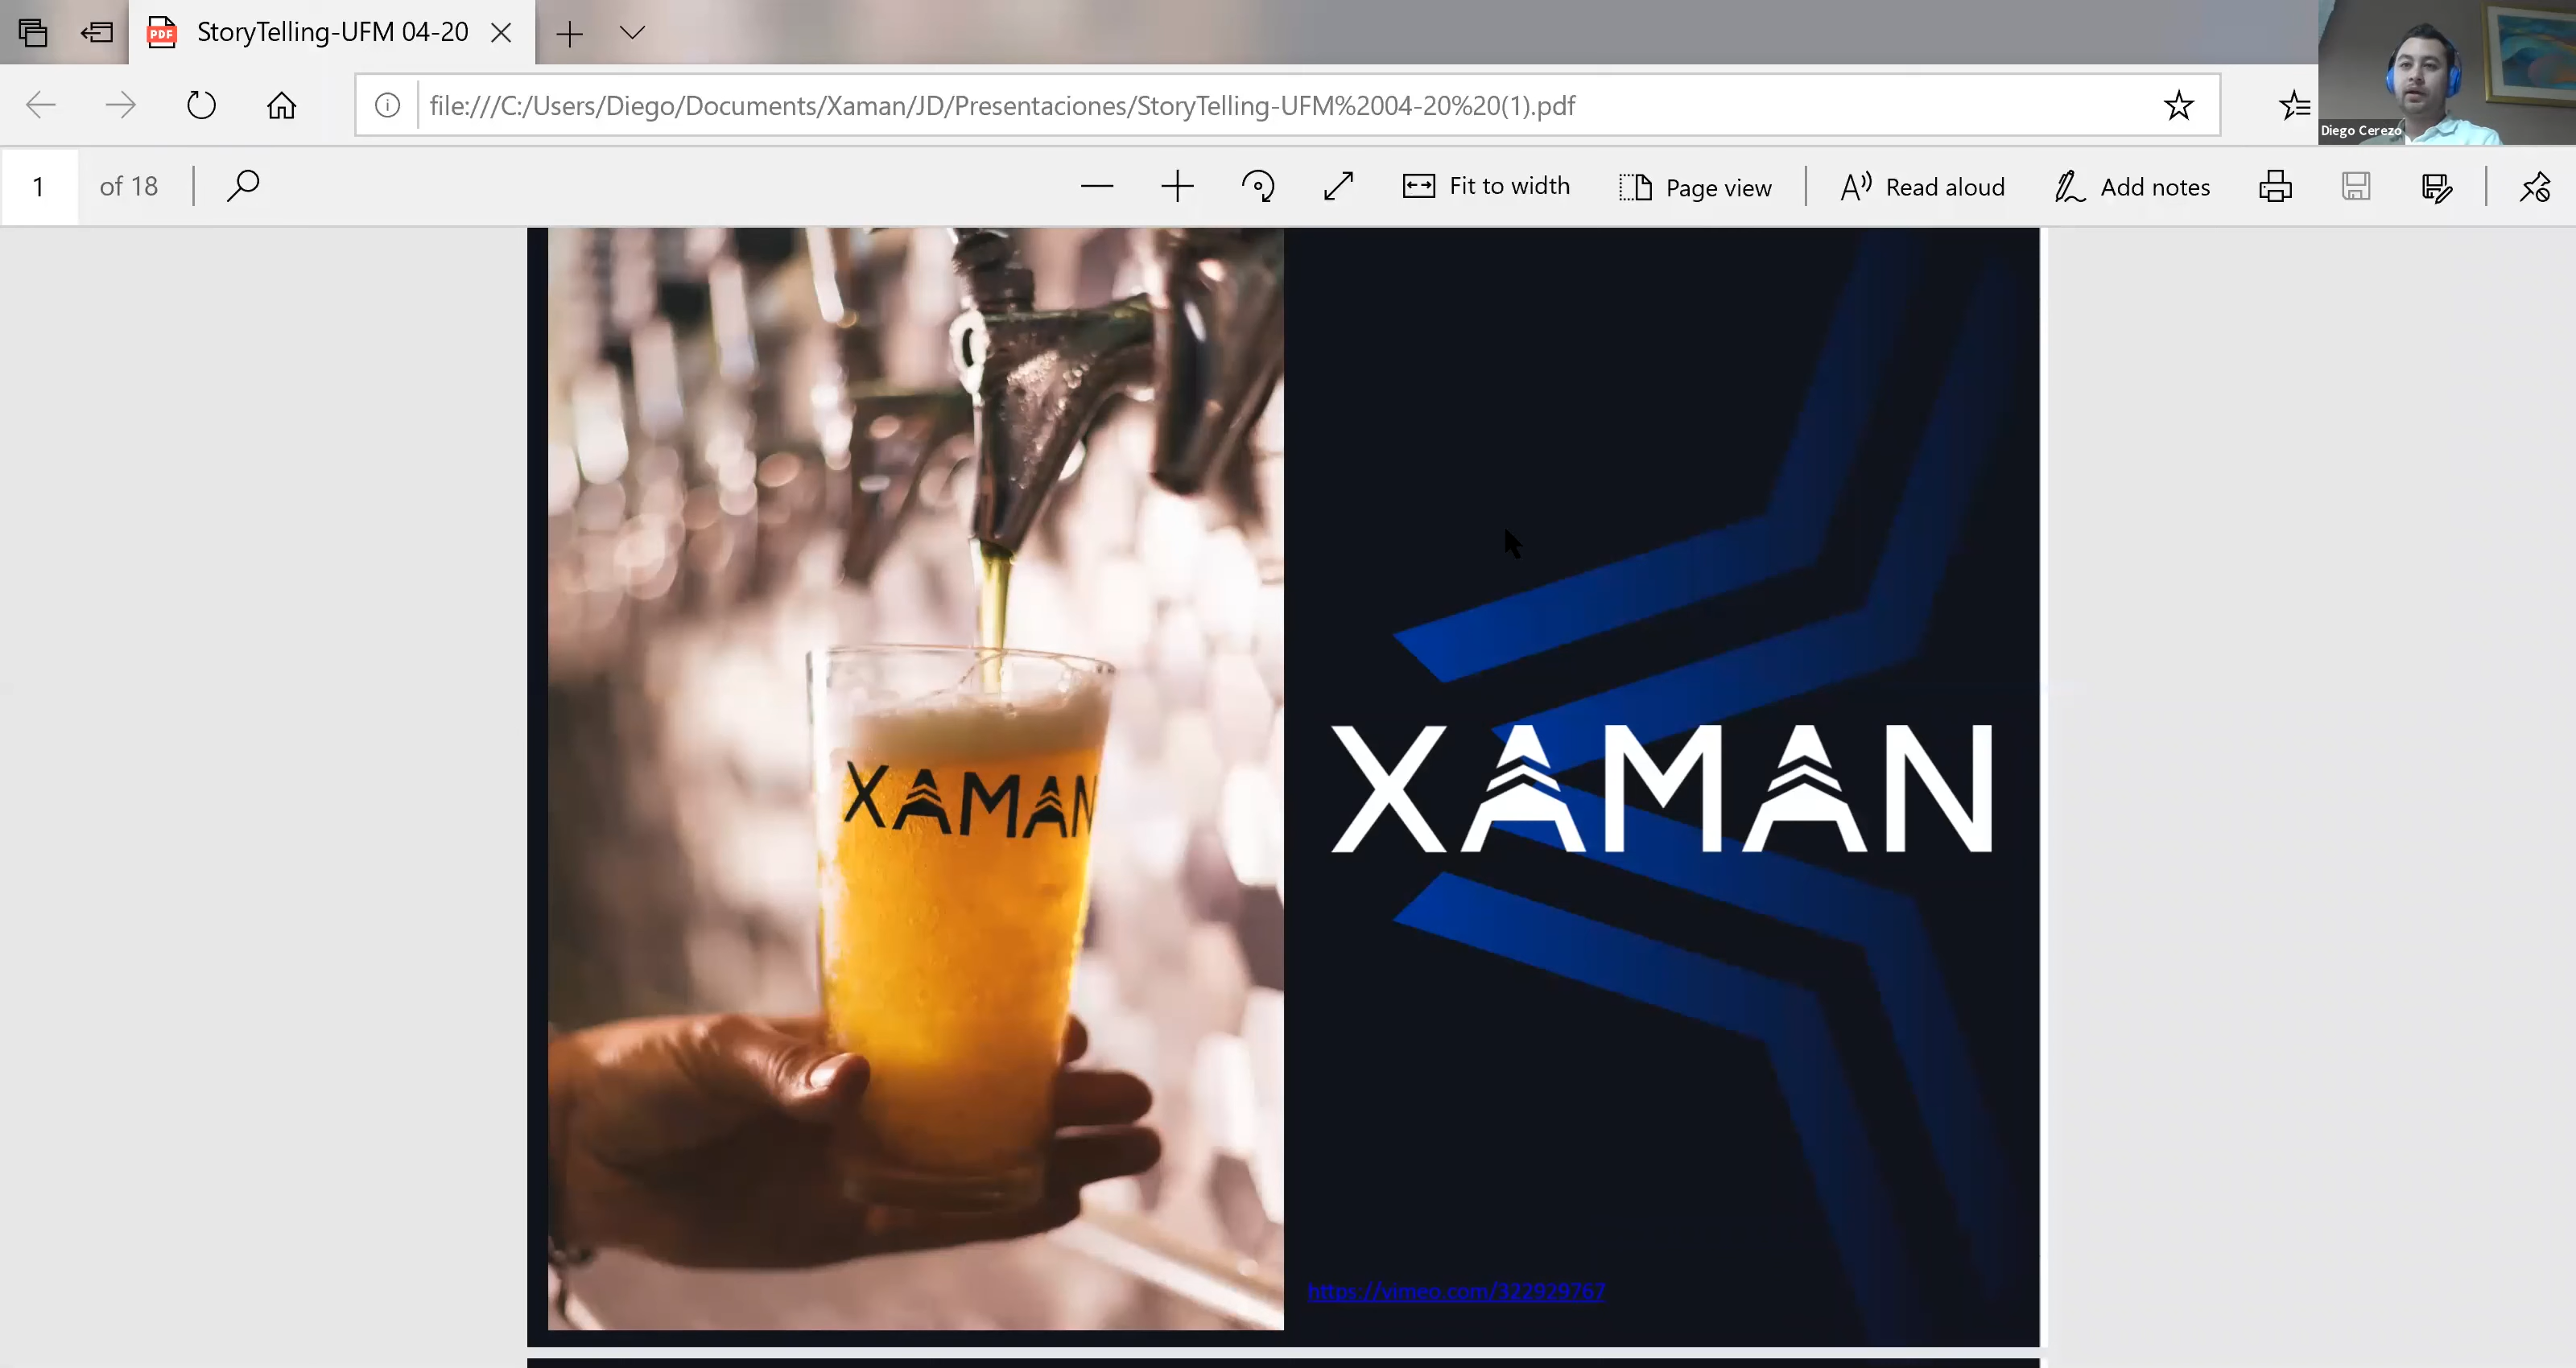 StoryTelling-UFM 04-20
file:///C:/Users/Diego/Documents/Xaman/JD/Presentaciones/StoryTelling-UFM%2004-20%20(1).pdf
Diego Cerezo
1 of 18
Fit to width
Page view
Read aloud
Add notes
XAMAN
XAMAN
https://vimeo.com/322929767